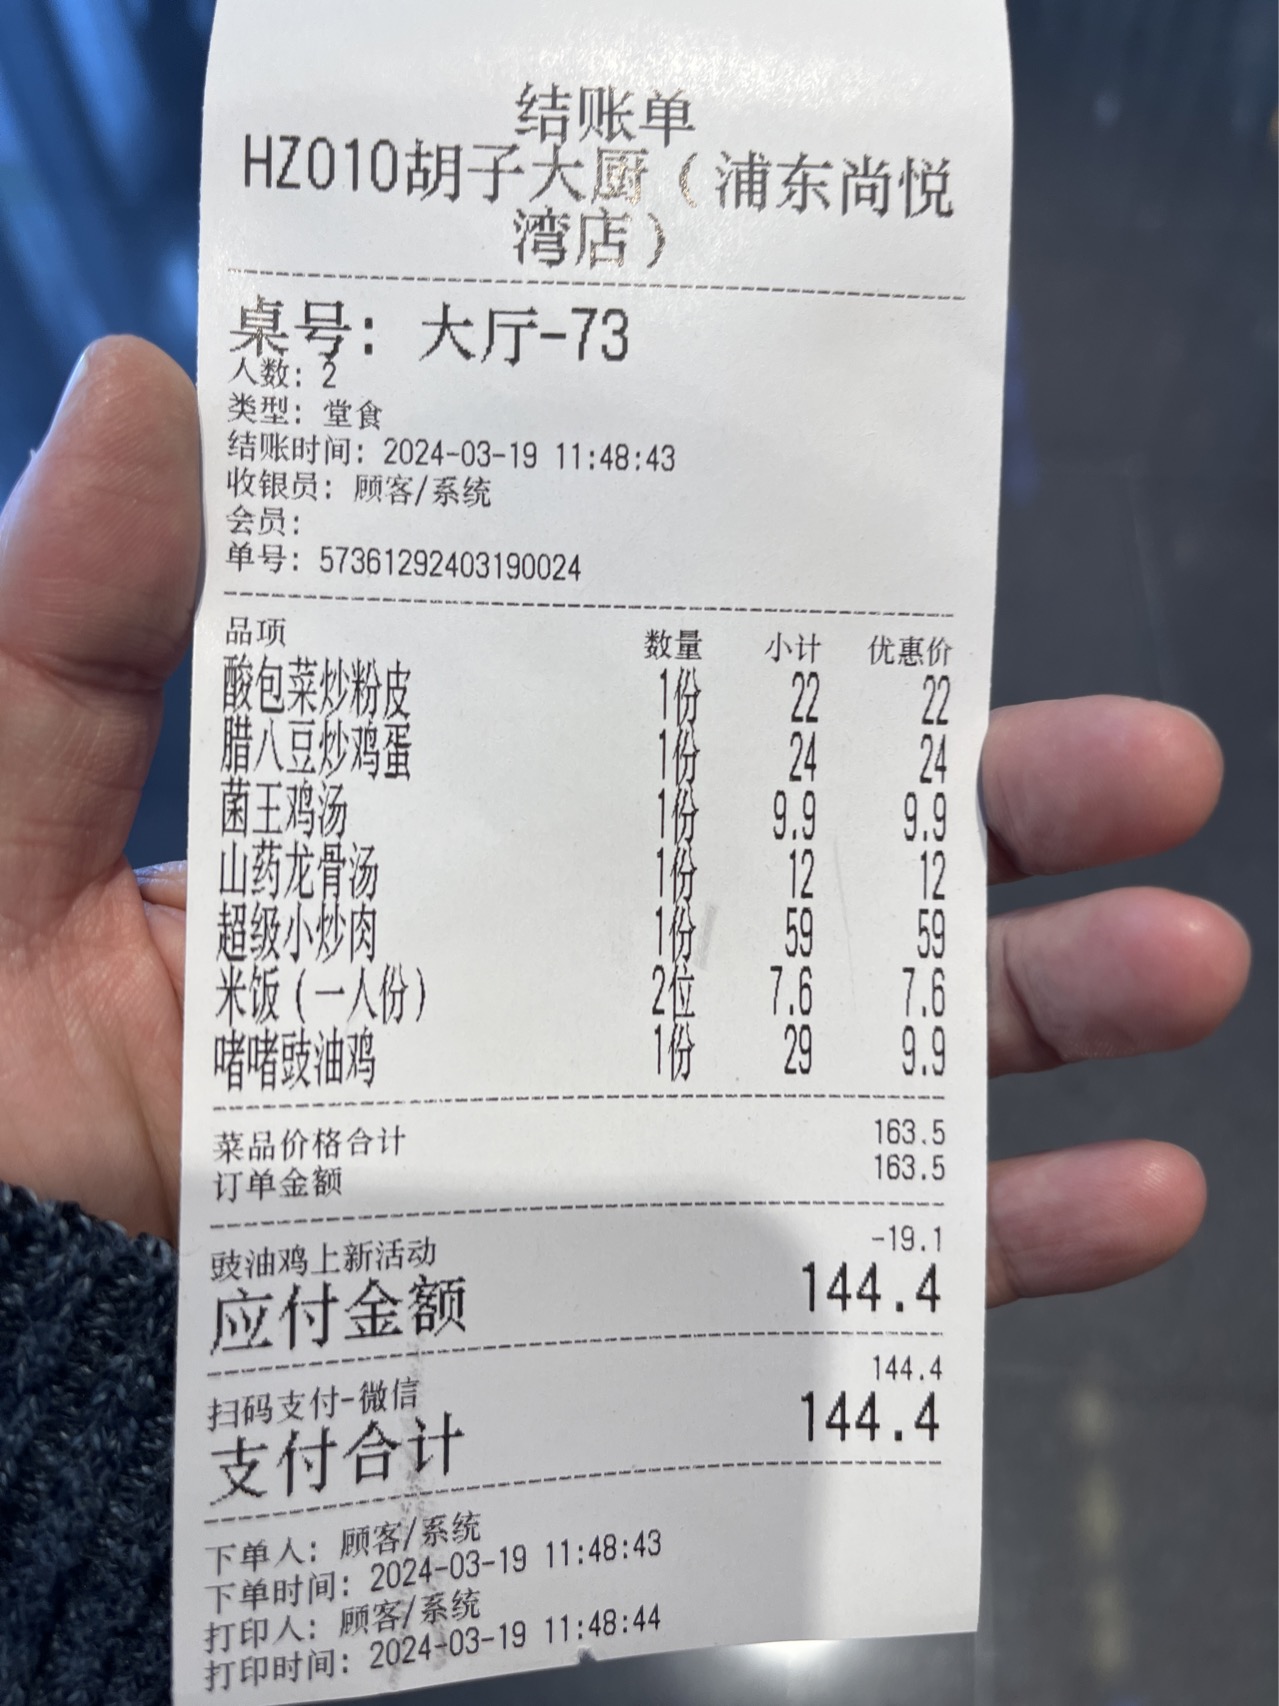 结账单
HZ010胡子大厨（浦东尚悦
湾店）
桌号：大厅-73
人数：2
类型：堂食
结账时间：2024-03-19 11:48:43
收银员：顾客/系统
会员：
单号：57361292403190024
品项 数量 小计 优惠价
酸包菜炒粉皮 1份 22 22
腊八豆炒鸡蛋 1份 24 24
菌王鸡汤 1份 9.9 9.9
山药龙骨汤 1份 12 12
超级小炒肉 1份 59 59
米饭（一人份） 2位 7.6 7.6
啫啫豉油鸡 1份 29 9.9
菜品价格合计 163.5
订单金额 163.5
豉油鸡上新活动 -19.1
应付金额 144.4
扫码支付-微信 144.4
支付合计 144.4
下单人：顾客/系统
下单时间：2024-03-19 11:48:43
打印人：顾客/系统
打印时间：2024-03-19 11:48:44